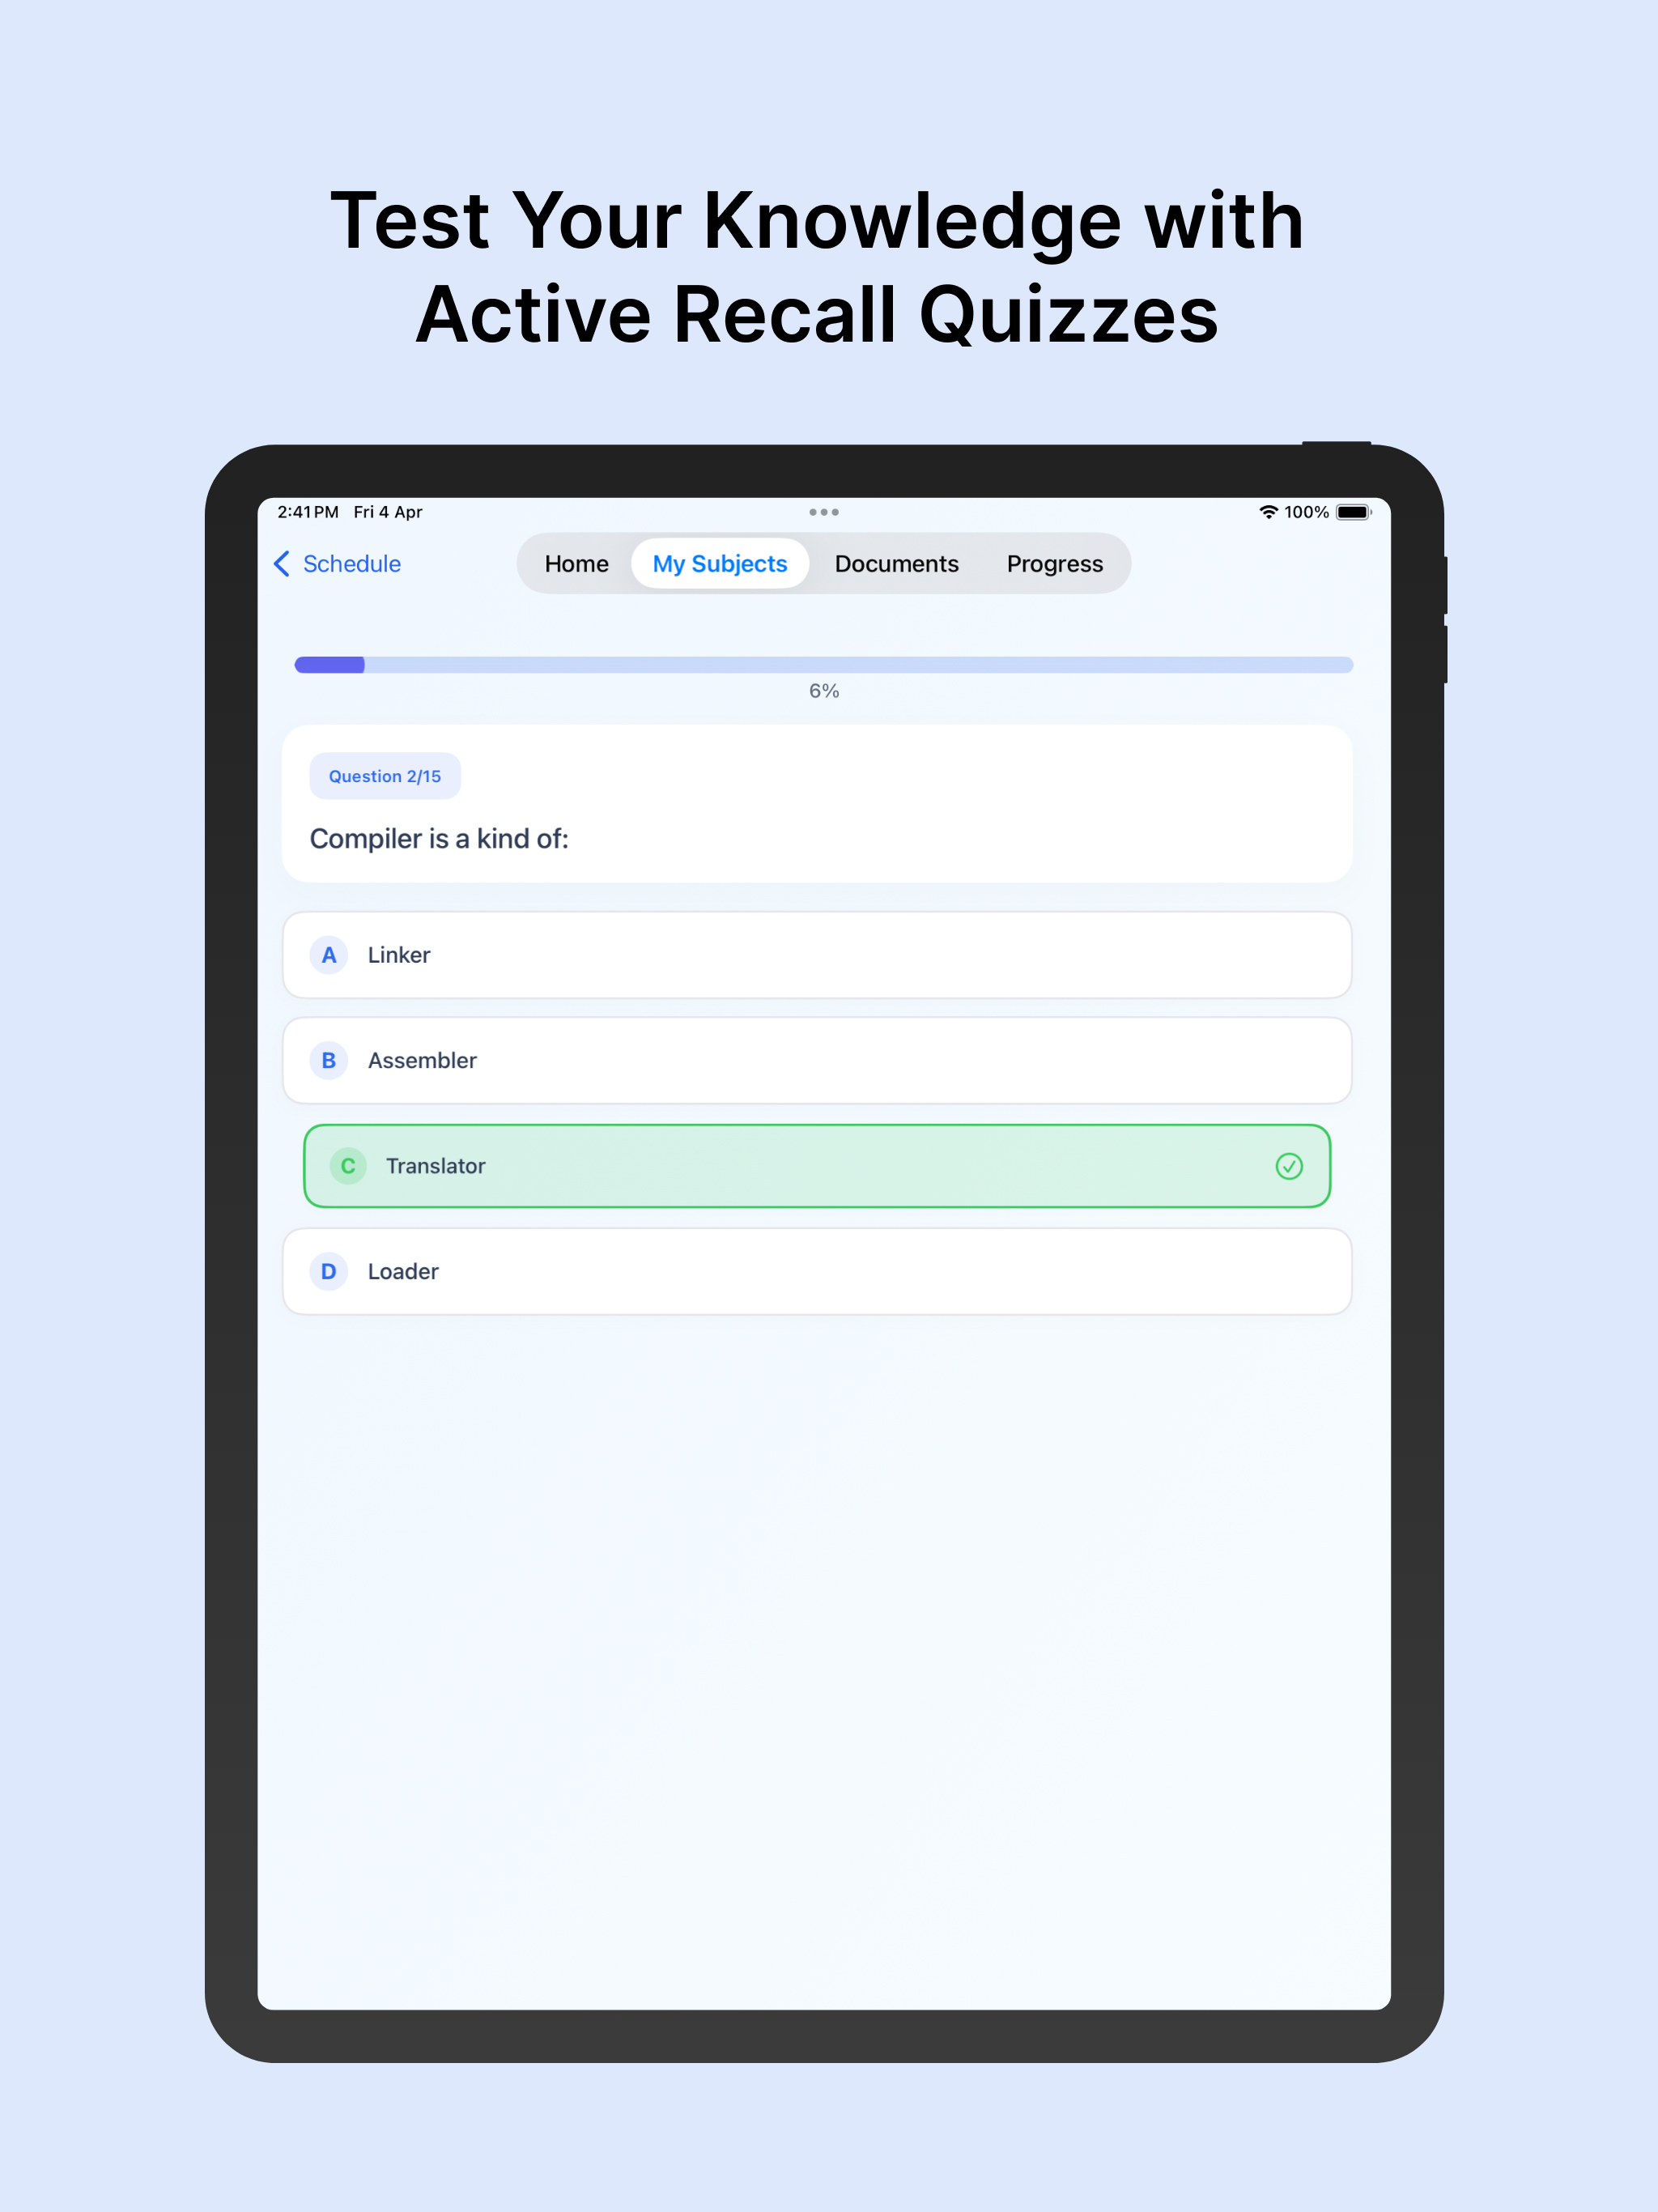 Test Your Knowledge with
Active Recall Quizzes
2:41 PM Fri 4 Apr
100%
Schedule
Home
My Subjects
Documents
Progress
6%
Question 2/15
Compiler is a kind of:
A Linker
B Assembler
C Translator
D Loader